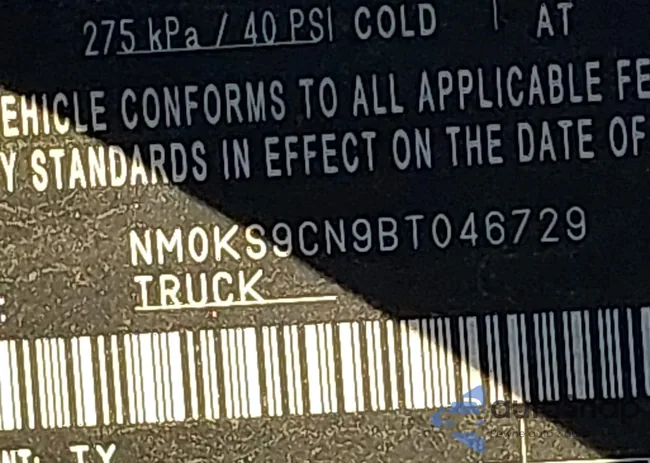 275 kPa / 40 PSI COLD AT
EHICLE CONFORMS TO ALL APPLICABLE FE
Y STANDARDS IN EFFECT ON THE DATE OF
NM0KS9CN9BT046729
TRUCK
: TY